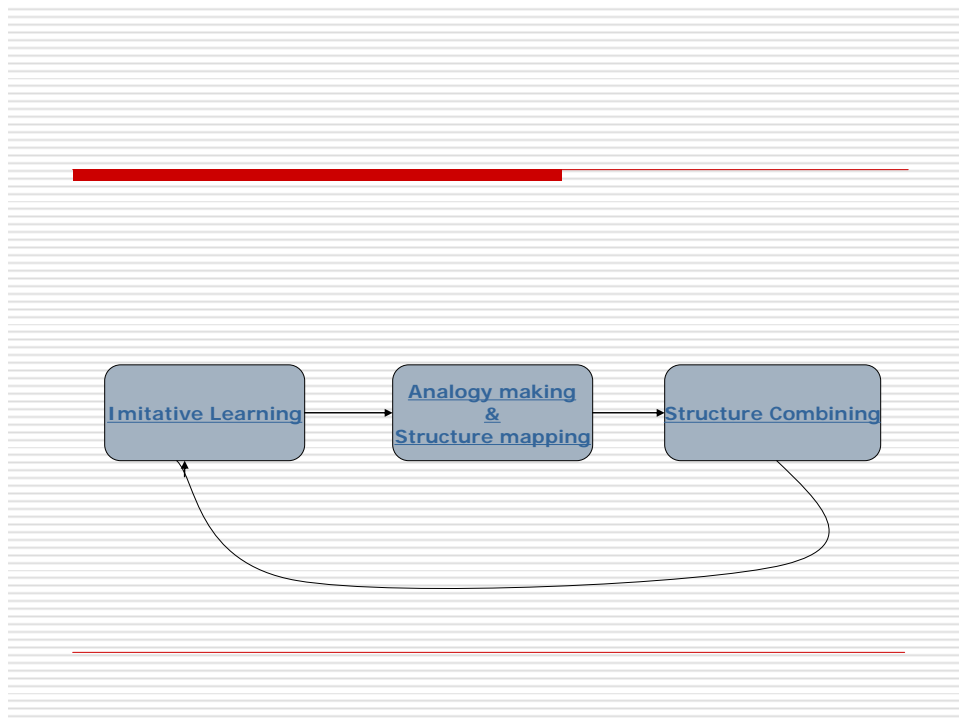 Imitative Learning
Analogy making
&
Structure mapping
Structure Combining